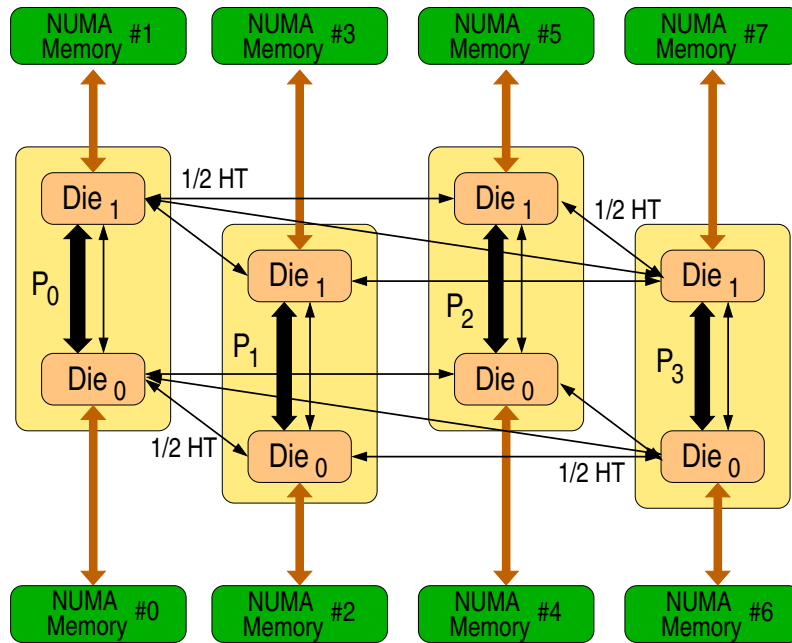 NUMA Memory #1
NUMA Memory #3
NUMA Memory #5
NUMA Memory #7
1/2 HT
Die 1
Die 1
1/2 HT
Die 1
Die 1
P0
P1
P2
P3
Die 0
Die 0
1/2 HT
Die 0
Die 0
1/2 HT
NUMA Memory #0
NUMA Memory #2
NUMA Memory #4
NUMA Memory #6